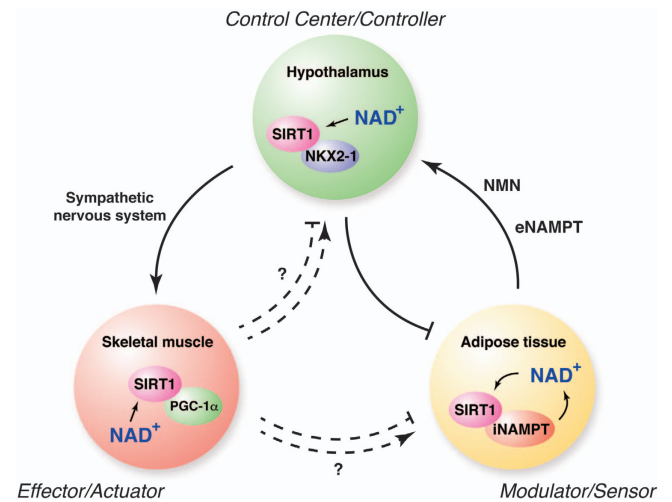 Control Center/Controller
Hypothalamus
NAD+
SIRT1
NKX2-1
Sympathetic
nervous system
NMN
eNAMPT
?
Skeletal muscle
SIRT1
PGC-1α
NAD+
Adipose tissue
NAD+
SIRT1
iNAMPT
?
Effector/Actuator
Modulator/Sensor